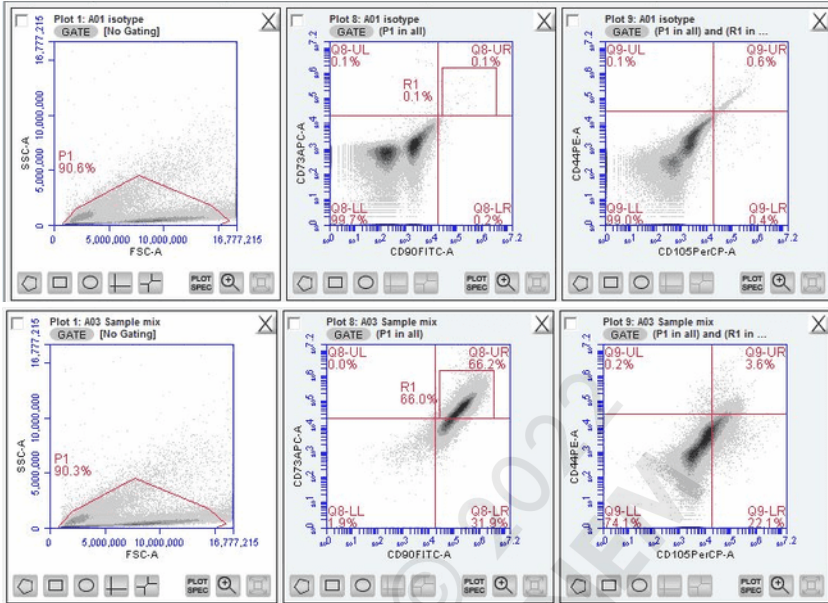 Plot 1: A01 isotype
GATE [No Gating]
16,777,215
10,000,000
5,000,000
0
SSC-A
P1
90.6%
0 5,000,000 10,000,000 16,777,215
FSC-A
PLOT SPEC
Plot 8: A01 isotype
GATE (P1 in all)
Q8-UL
0.1%
Q8-UR
0.1%
R1
0.1%
CD73APC-A
Q8-LL
99.7%
Q8-LR
0.2%
CD90FITC-A
PLOT SPEC
Plot 9: A01 isotype
GATE (P1 in all) and (R1 in ...
Q9-UL
0.1%
Q9-UR
0.6%
CD44PE-A
Q9-LL
99.0%
Q9-LR
0.4%
CD105PerCP-A
PLOT SPEC
Plot 1: A03 Sample mix
GATE [No Gating]
16,777,215
10,000,000
5,000,000
0
SSC-A
P1
90.3%
0 5,000,000 10,000,000 16,777,215
FSC-A
PLOT SPEC
Plot 8: A03 Sample mix
GATE (P1 in all)
Q8-UL
0.0%
Q8-UR
66.2%
R1
66.0%
CD73APC-A
Q8-LL
1.9%
Q8-LR
31.9%
CD90FITC-A
PLOT SPEC
Plot 9: A03 Sample mix
GATE (P1 in all) and (R1 in ...
Q9-UL
0.2%
Q9-UR
3.6%
CD44PE-A
Q9-LL
74.1%
Q9-LR
22.1%
CD105PerCP-A
PLOT SPEC
© 2022